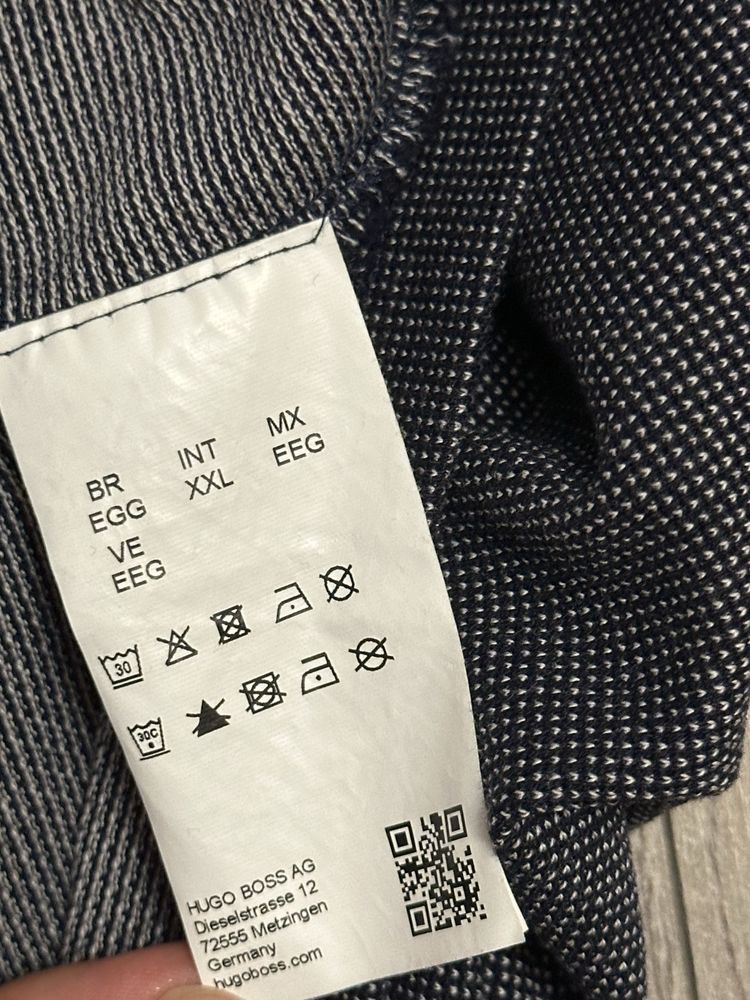 BR INT MX
EGG XXL EEG
VE
EEG
30
30C
HUGO BOSS AG
Dieselstrasse 12
72555 Metzingen
Germany
hugoboss.com